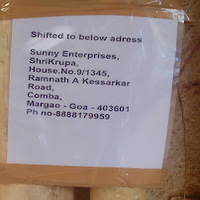 Shifted to below adress
Sunny Enterprises,
ShriKrupa,
House.No.9/1345,
Ramnath A Kessarkar
Road,
Comba,
Margao - Goa - 403601
Ph no-8888179959